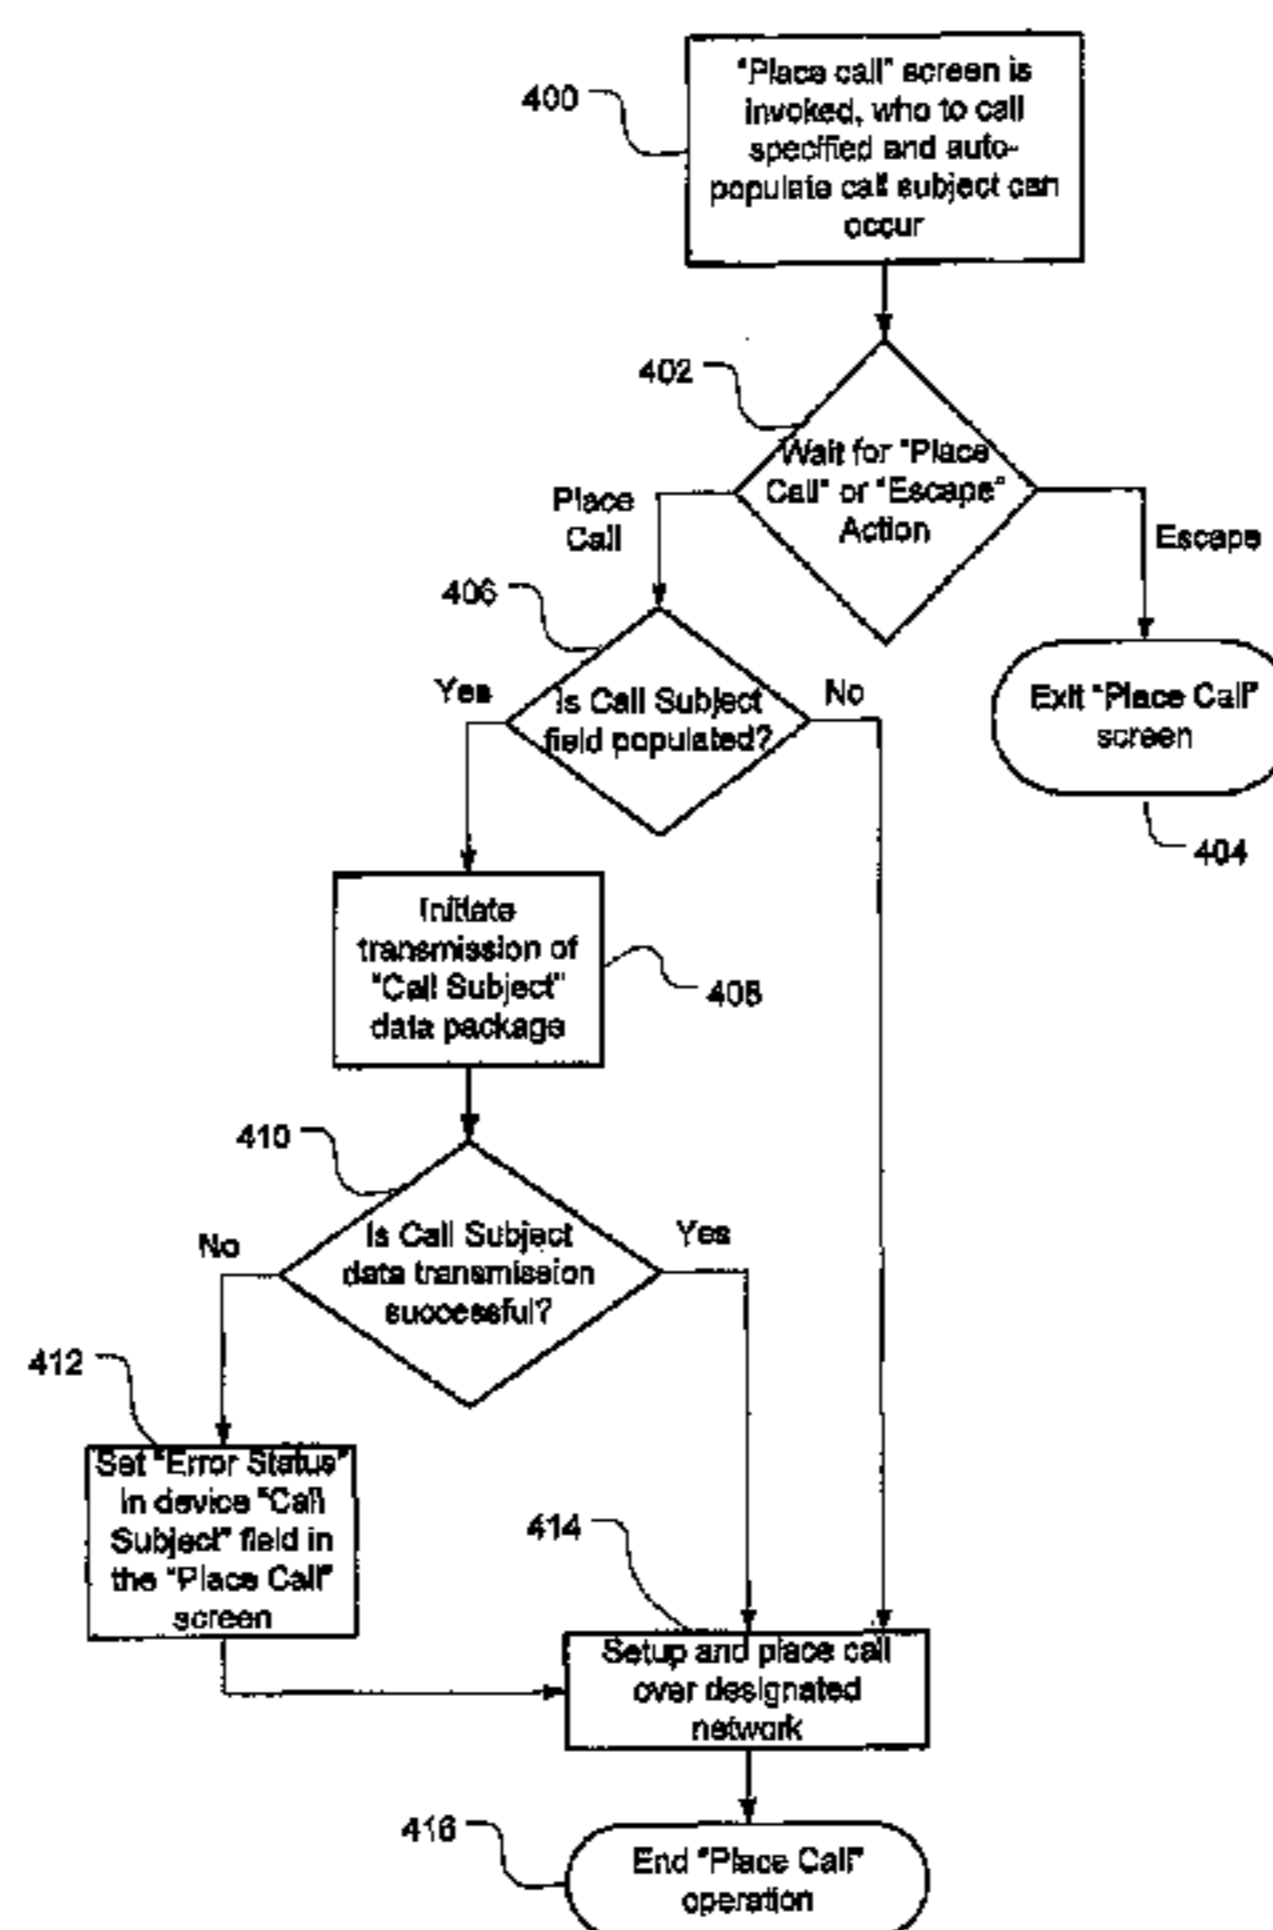 400
"Place call" screen is
invoked, who to call
specified and auto-
populate call subject can
occur
402
Wait for "Place
Call" or "Escape"
Action
Place
Call
Escape
406
Yes
Is Call Subject
field populated?
No
Exit "Place Call"
screen
404
Initiate
transmission of
"Call Subject"
data package
408
410
No
Is Call Subject
data transmission
successful?
Yes
412
Set "Error Status"
in device "Call
Subject" field in
the "Place Call"
screen
414
Setup and place call
over designated
network
416
End "Place Call"
operation